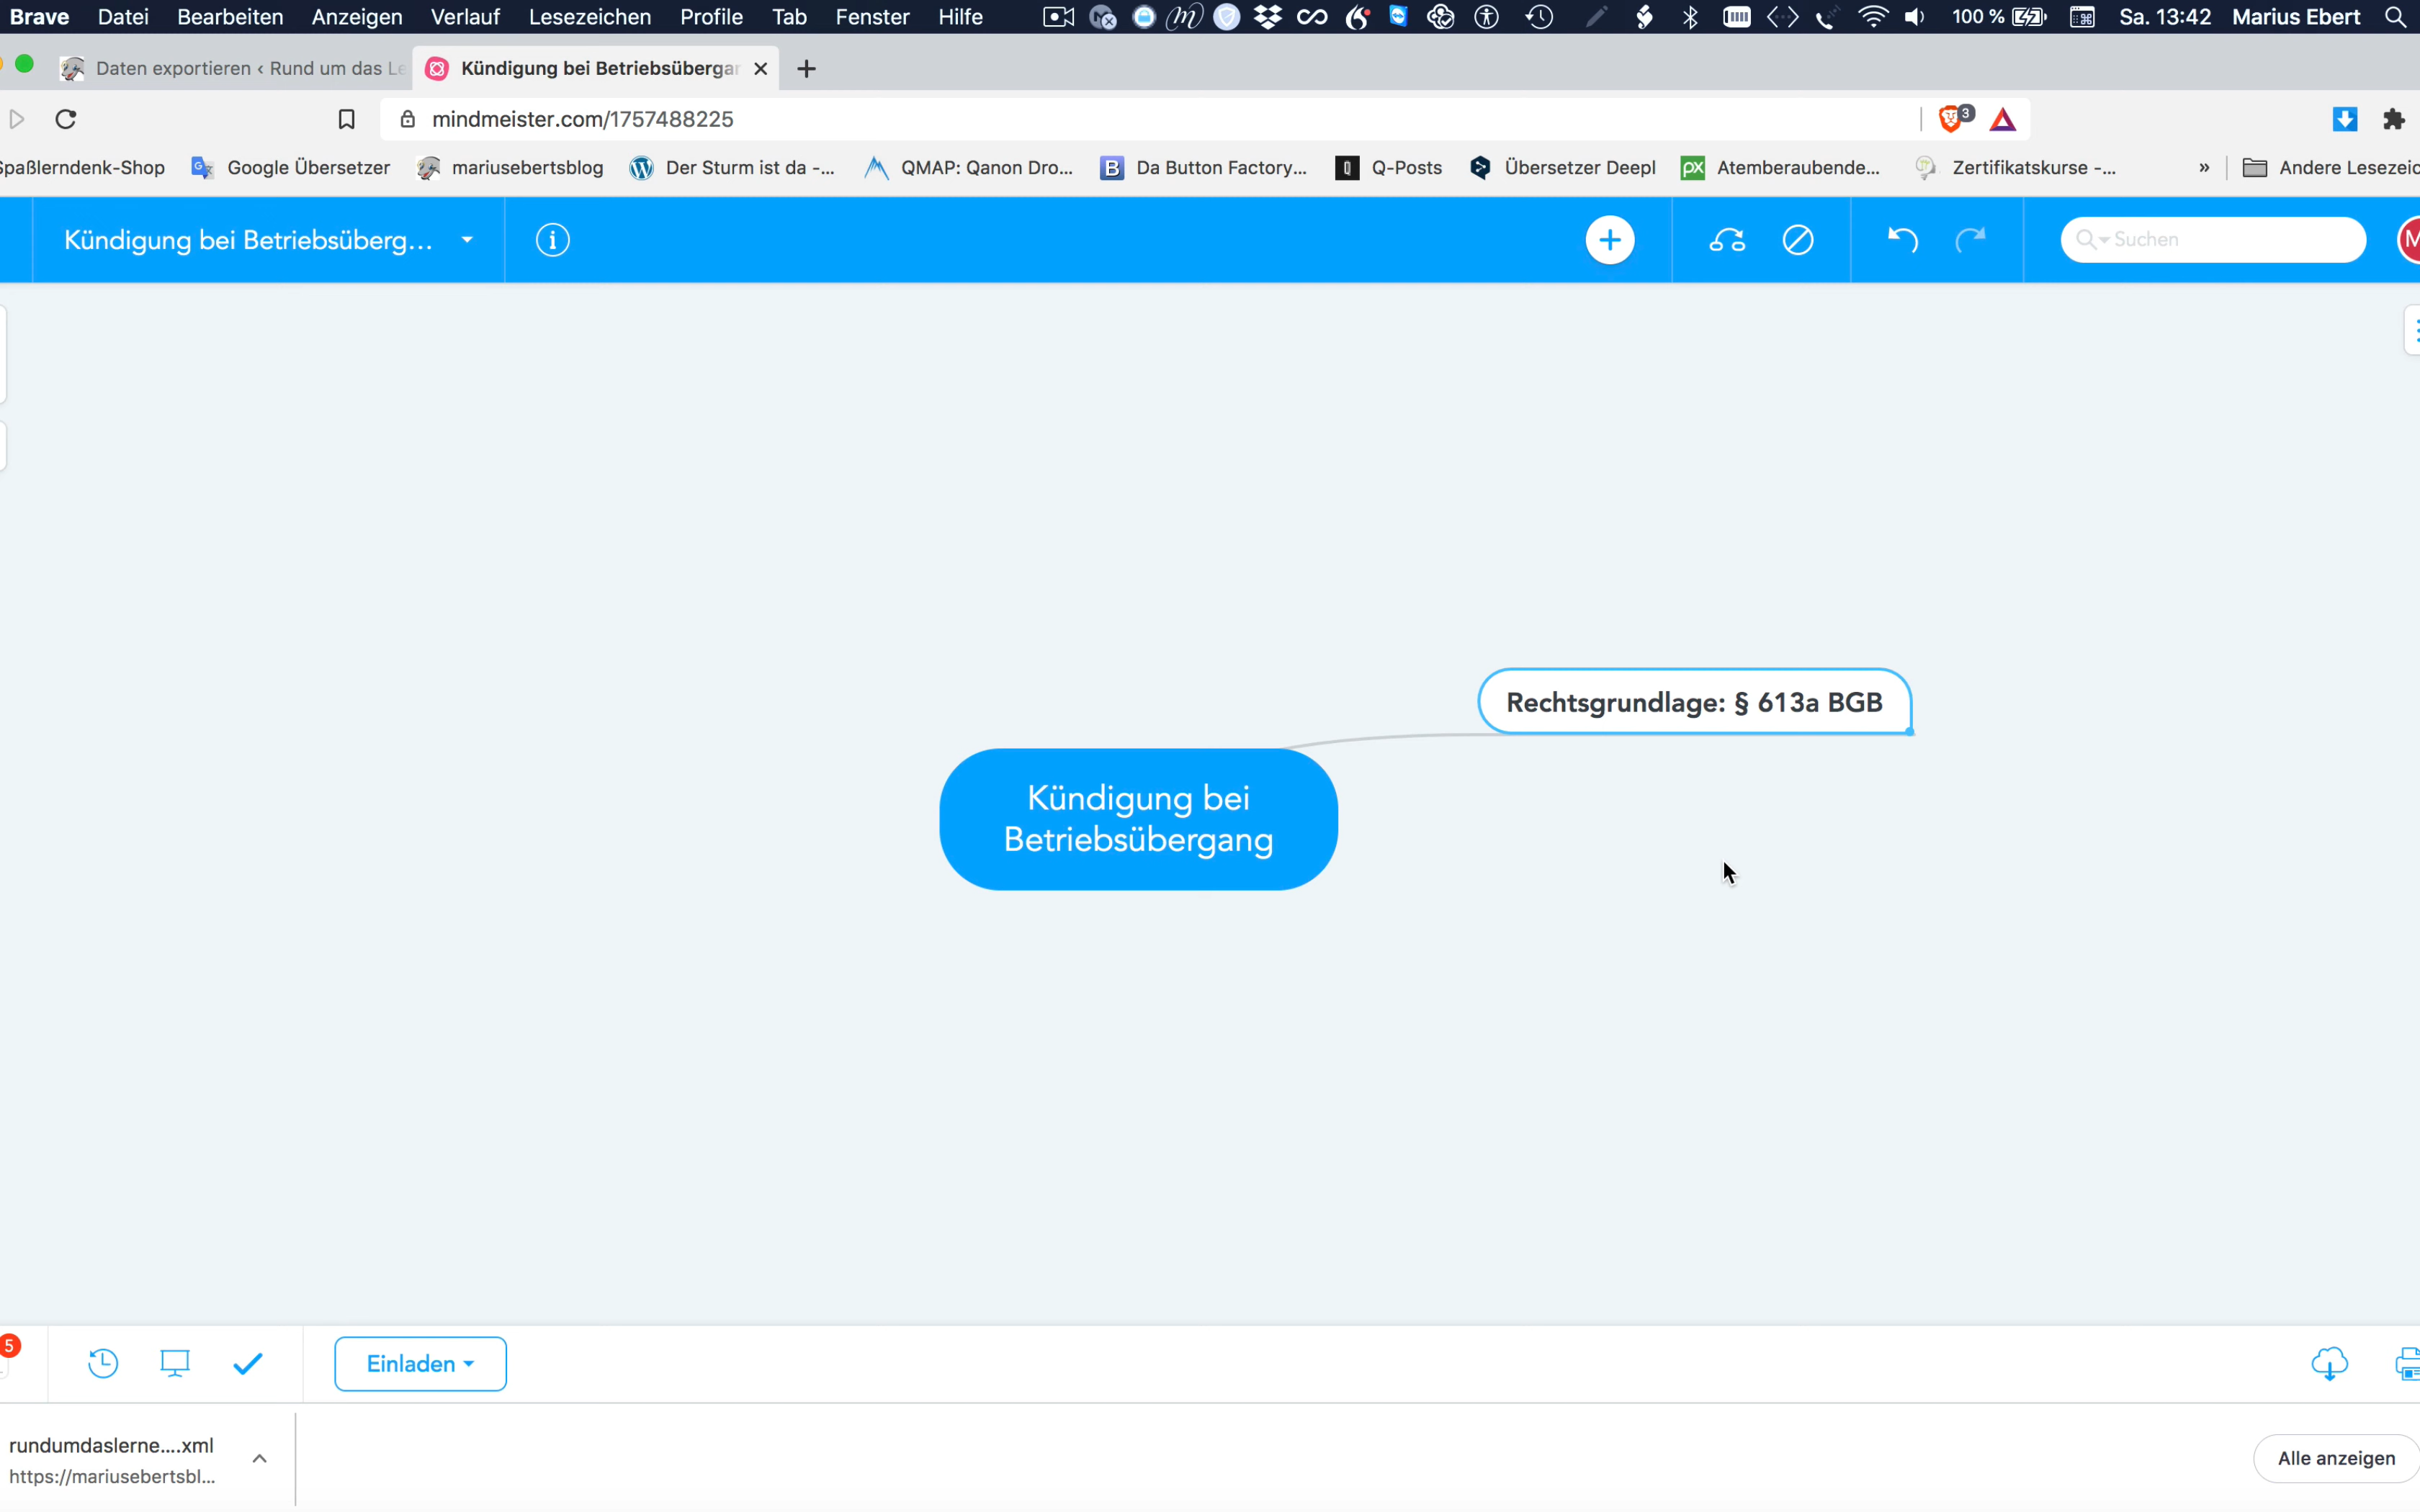 Brave Datei Bearbeiten Anzeigen Verlauf Lesezeichen Profile Tab Fenster Hilfe 100 % Sa. 13:42 Marius Ebert
Daten exportieren ‹ Rund um das Le Kündigung bei Betriebsübergan
mindmeister.com/1757488225 3
Spaßlerndenk-Shop Google Übersetzer mariusebertsblog Der Sturm ist da -... QMAP: Qanon Dro... Da Button Factory... Q-Posts Übersetzer Deepl Atemberaubende... Zertifikatskurse -... » Andere Lesezeic
Kündigung bei Betriebsüberg... Suchen M
Rechtsgrundlage: § 613a BGB
Kündigung bei
Betriebsübergang
5 Einladen
rundumdaslerne....xml
https://mariusebertsbl...
Alle anzeigen